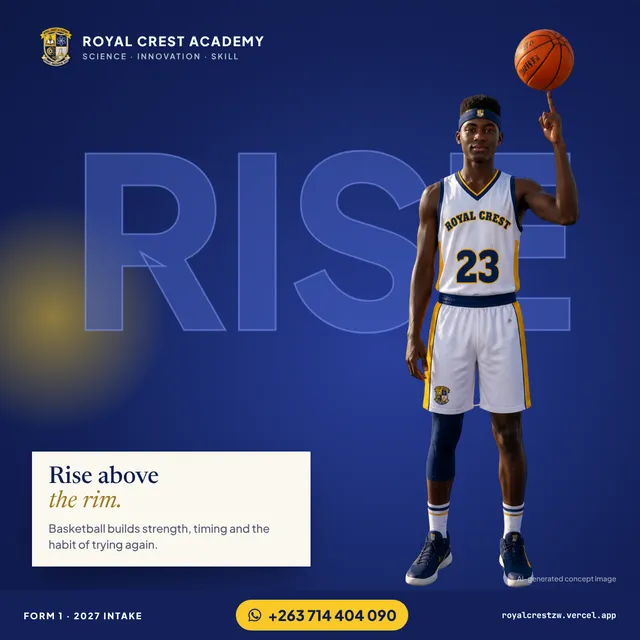 ROYAL CREST ACADEMY
SCIENCE · INNOVATION · SKILL
RISE
ROYAL CREST
23
Rise above
the rim.
Basketball builds strength, timing and the
habit of trying again.
AI-generated concept image
FORM 1 · 2027 INTAKE
+263 714 404 090
royalcrestzw.vercel.app